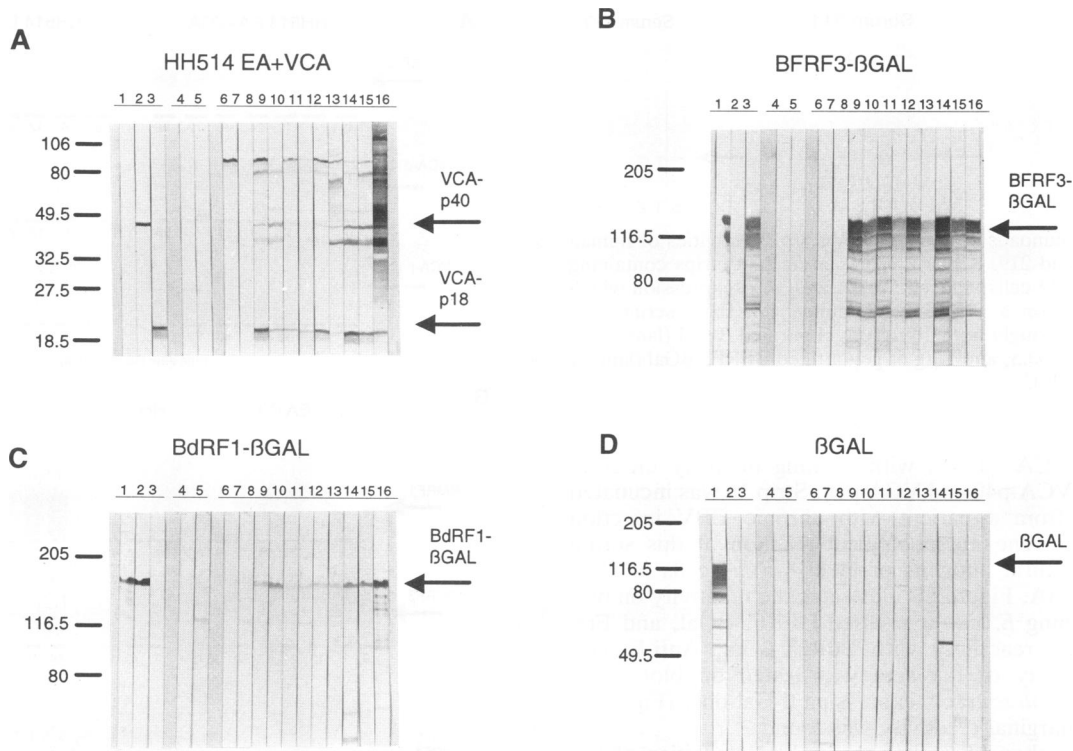 A
HH514 EA+VCA
1 2 3 4 5 6 7 8 9 10 11 12 13 14 15 16
106
80
49.5
32.5
27.5
18.5
VCA-
p40
VCA-
p18
B
BFRF3-ßGAL
1 2 3 4 5 6 7 8 9 10 11 12 13 14 15 16
205
116.5
80
BFRF3-
ßGAL
C
BdRF1-ßGAL
1 2 3 4 5 6 7 8 9 10 11 12 13 14 15 16
205
116.5
80
BdRF1-
ßGAL
D
ßGAL
1 2 3 4 5 6 7 8 9 10 11 12 13 14 15 16
205
116.5
80
49.5
ßGAL